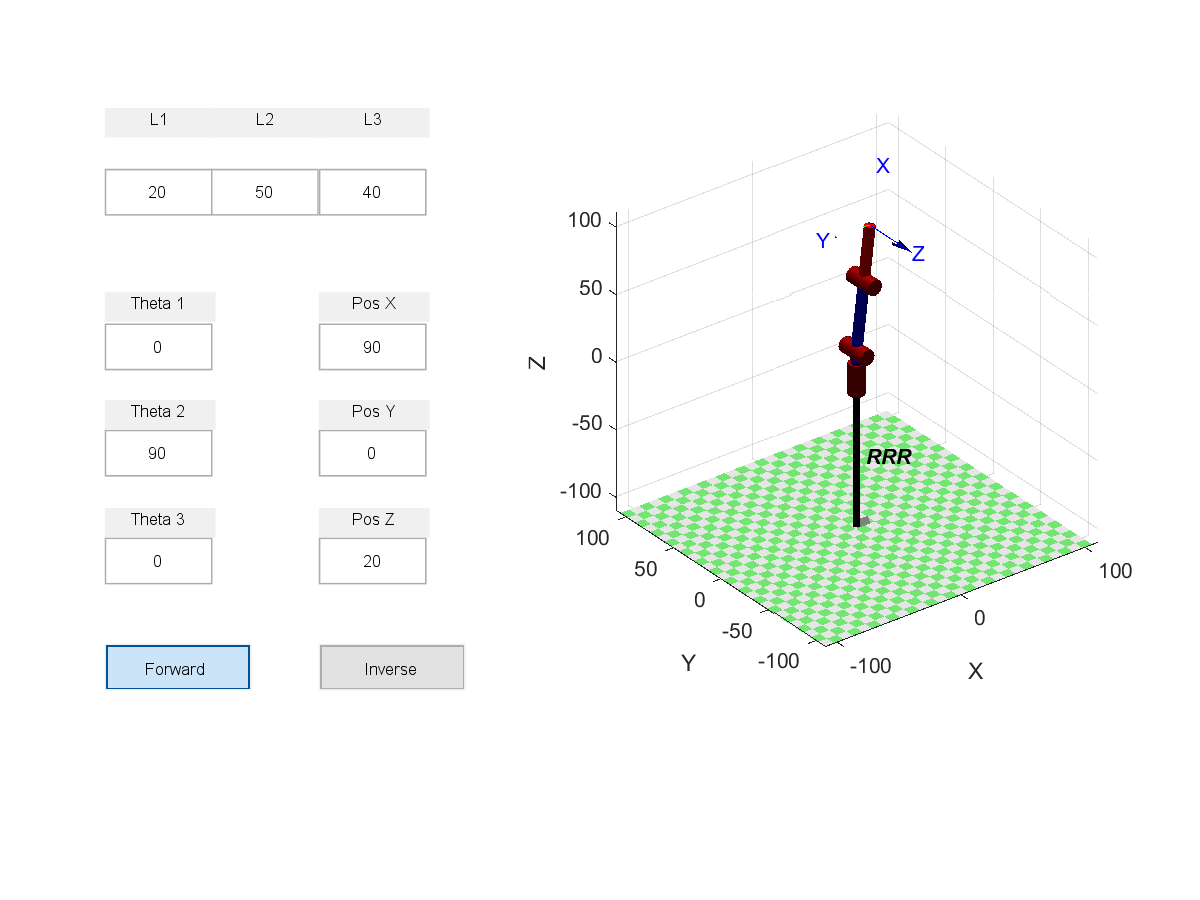 L1 L2 L3
20 50 40
Theta 1 Pos X
0 90
Theta 2 Pos Y
90 0
Theta 3 Pos Z
0 20
Forward Inverse
X
Y Z
100
50
0
-50
-100
Z
RRR
100
50
0
-50
-100
Y
-100
0
100
X